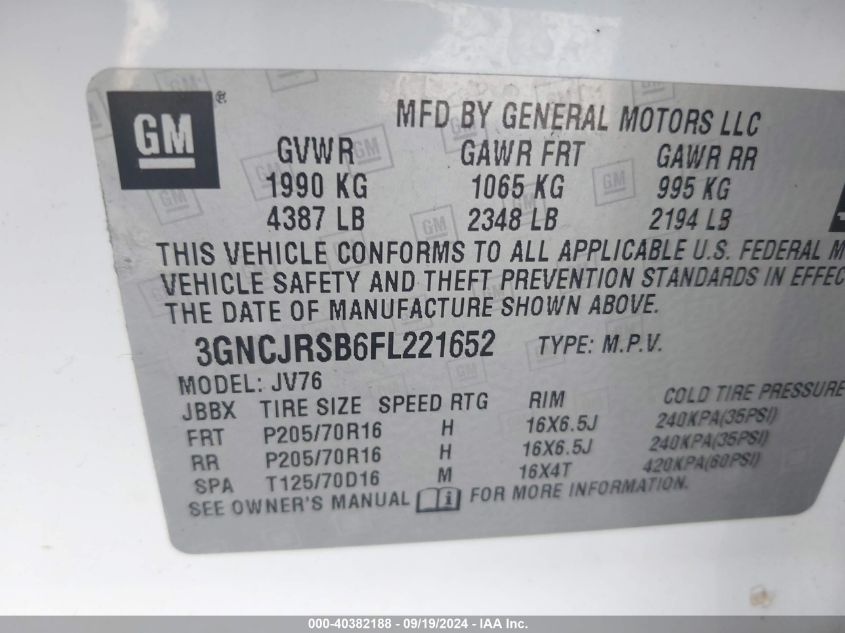 GM ®
MFD BY GENERAL MOTORS LLC
GVWR GAWR FRT GAWR RR
1990 KG 1065 KG 995 KG
4387 LB 2348 LB 2194 LB
THIS VEHICLE CONFORMS TO ALL APPLICABLE U.S. FEDERAL M
VEHICLE SAFETY AND THEFT PREVENTION STANDARDS IN EFFEC
THE DATE OF MANUFACTURE SHOWN ABOVE.
3GNCJRSB6FL221652 TYPE: M.P.V.
MODEL: JV76
JBBX TIRE SIZE SPEED RTG RIM COLD TIRE PRESSURE
FRT P205/70R16 H 16X6.5J 240KPA(35PSI)
RR P205/70R16 H 16X6.5J 240KPA(35PSI)
SPA T125/70D16 M 16X4T 420KPA(60PSI)
SEE OWNER'S MANUAL FOR MORE INFORMATION.
000-40382188 - 09/19/2024 - IAA Inc.